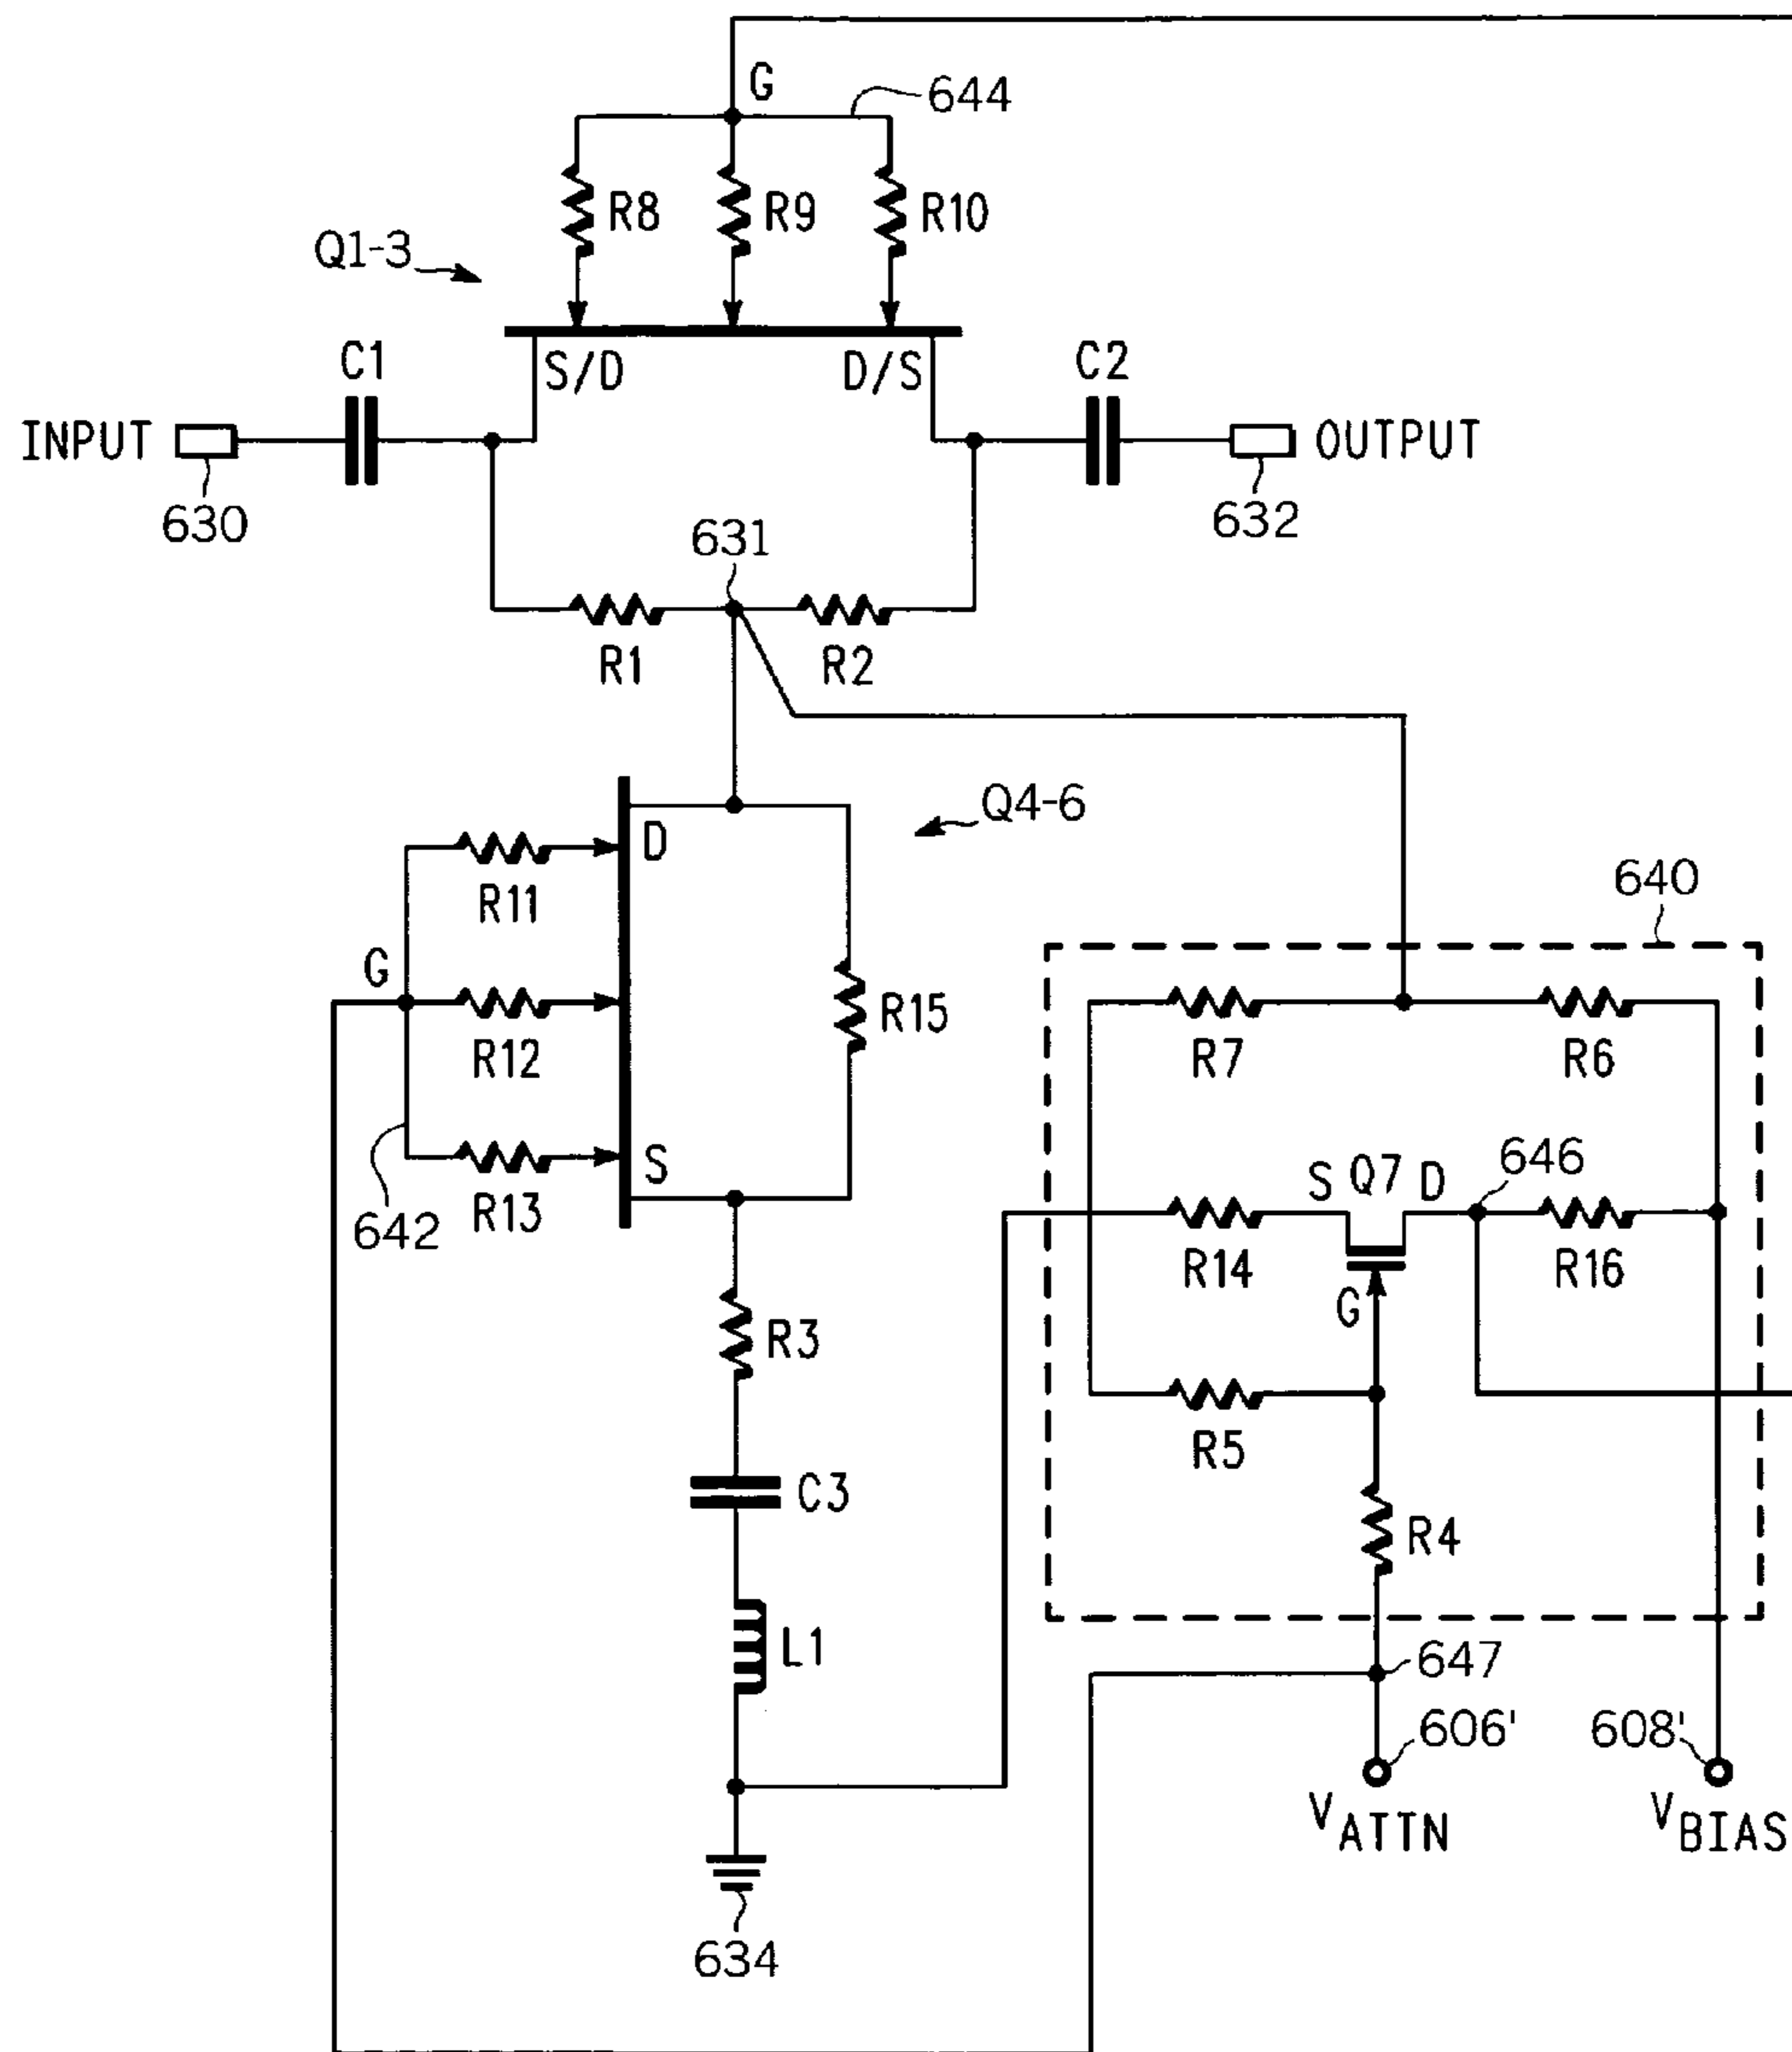 G
644
R8
R9
R10
Q1-3
S/D
D/S
C1
C2
INPUT
OUTPUT
630
632
631
R1
R2
Q4-6
D
R11
640
G
R12
R15
R7
R6
S
R13
642
S
Q7
D
646
R14
R16
G
R3
R5
C3
R4
L1
647
606'
608'
VATTN
VBIAS
634